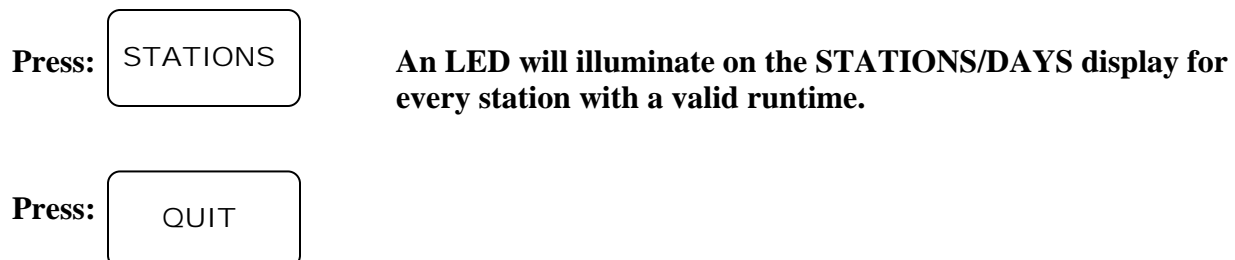 Press: STATIONS An LED will illuminate on the STATIONS/DAYS display for
every station with a valid runtime.
Press: QUIT